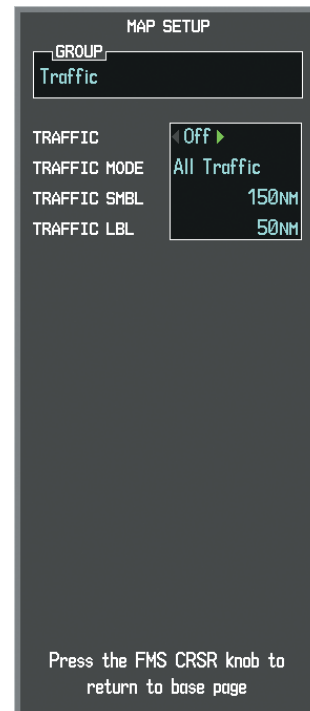 MAP SETUP
GROUP
Traffic
TRAFFIC Off
TRAFFIC MODE All Traffic
TRAFFIC SMBL 150NM
TRAFFIC LBL 50NM
Press the FMS CRSR knob to
return to base page